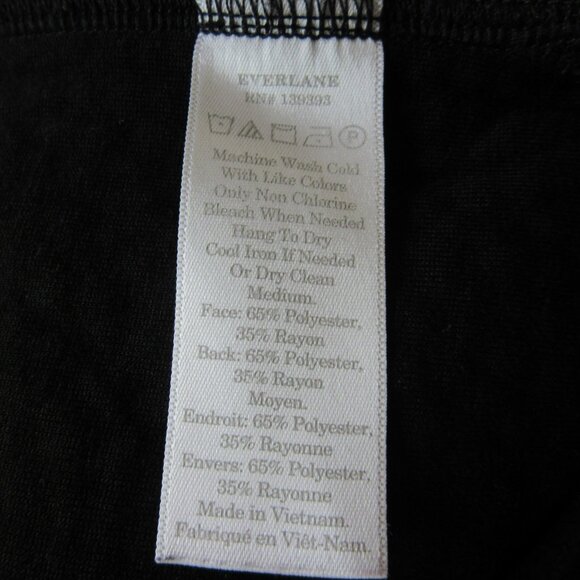 EVERLANE
RN# 139393
P
Machine Wash Cold
With Like Colors
Only Non Chlorine
Bleach When Needed
Hang To Dry
Cool Iron If Needed
Or Dry Clean
Medium.
Face: 65% Polyester,
35% Rayon
Back: 65% Polyester,
35% Rayon
Moyen.
Endroit: 65% Polyester,
35% Rayonne
Envers: 65% Polyester,
35% Rayonne
Made in Vietnam.
Fabriqué en Viêt-Nam.